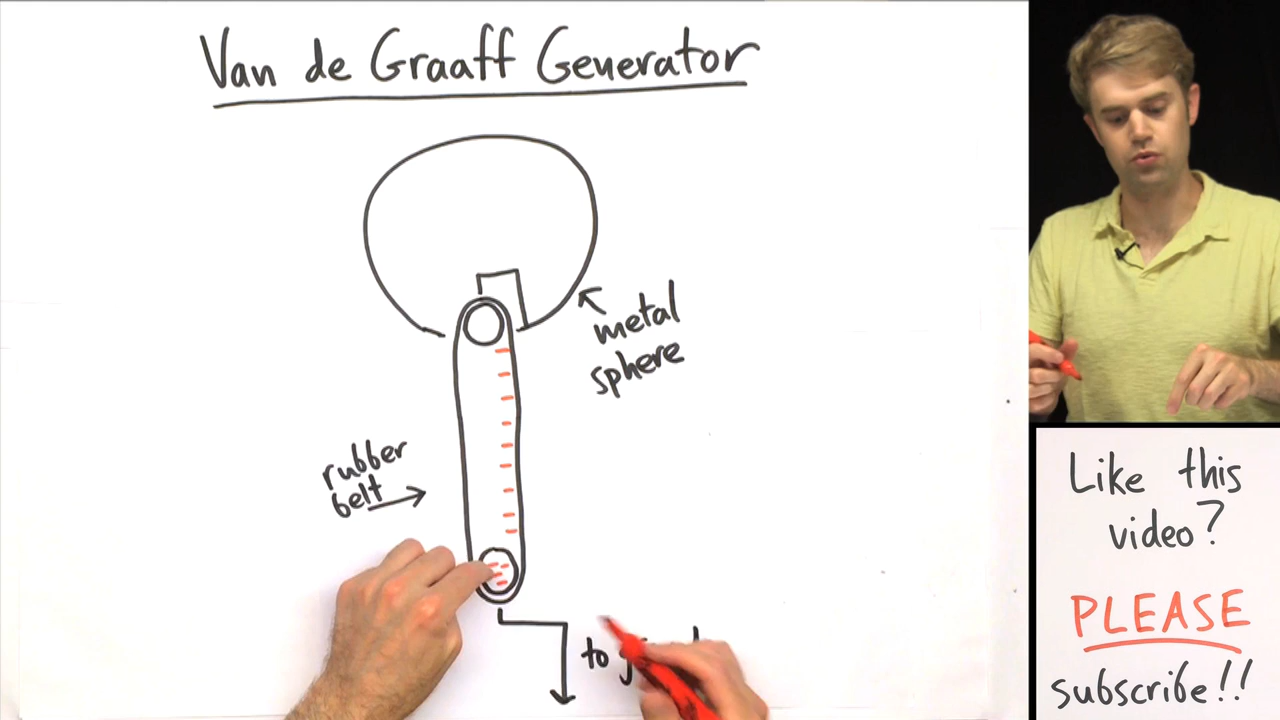 Van de Graaff Generator
metal
sphere
rubber
belt
to
Like this
video?
PLEASE
subscribe!!